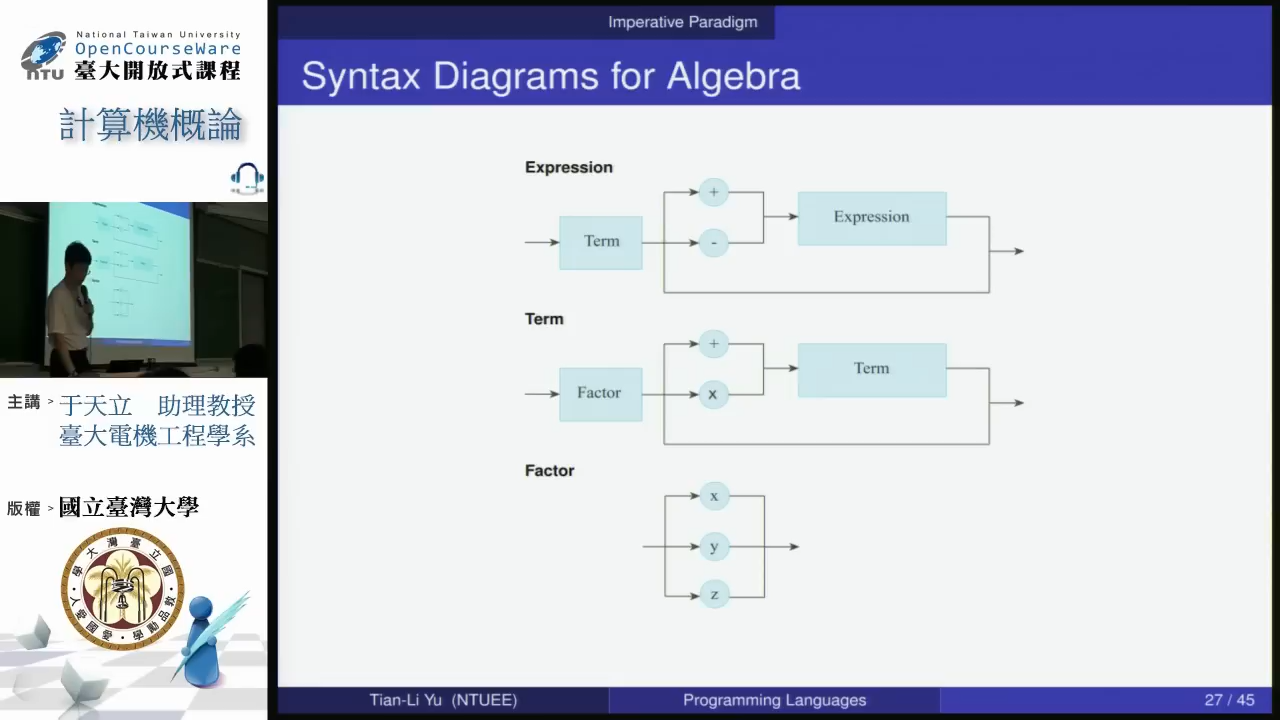 National Taiwan University
OpenCourseWare
NTU 臺大開放式課程
計算機概論
主講 > 于天立 助理教授
臺大電機工程學系
版權 > 國立臺灣大學
Imperative Paradigm
Syntax Diagrams for Algebra
Expression
Term
+
-
Expression
Term
Factor
+
x
Term
Factor
x
y
z
Tian-Li Yu (NTUEE)
Programming Languages
27 / 45